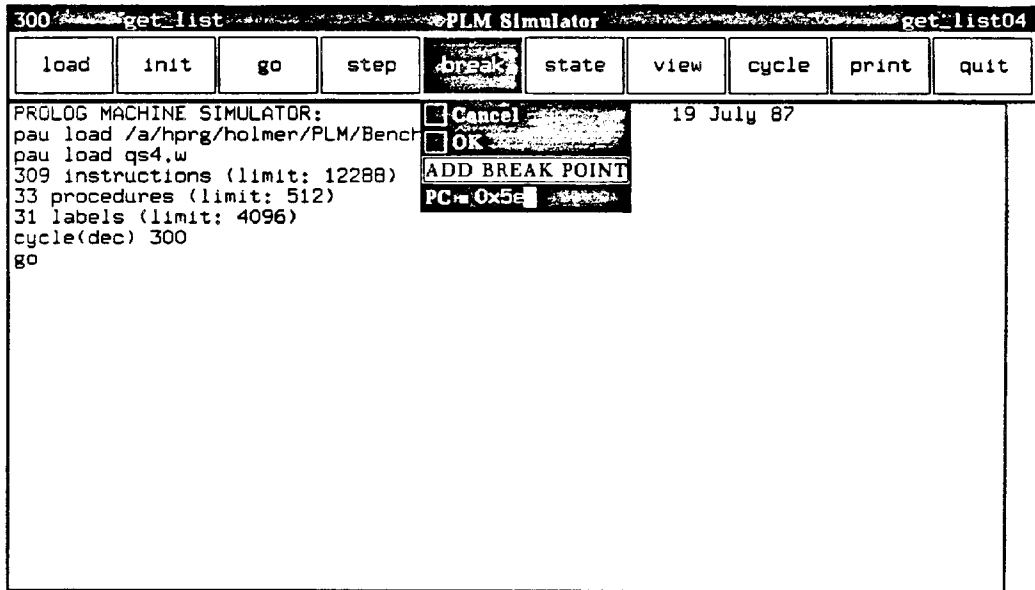 300 get_list PLM SImulator get_list04
load init go step break state view cycle print quit
PROLOG MACHINE SIMULATOR: 19 July 87
pau load /a/hprg/holmer/PLM/Bench
pau load qs4.w
309 instructions (limit: 12288)
33 procedures (limit: 512)
31 labels (limit: 4096)
cycle(dec) 300
go
Cancel
OK
ADD BREAK POINT
PC= 0x5e